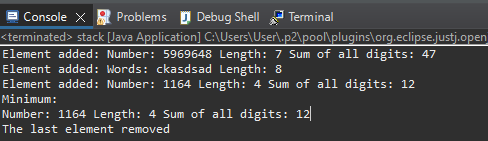 Console Problems Debug Shell Terminal
<terminated> stack [Java Application] C:\Users\User\.p2\pool\plugins\org.eclipse.justj.open
Element added: Number: 5969648 Length: 7 Sum of all digits: 47
Element added: Words: ckasdsad Length: 8
Element added: Number: 1164 Length: 4 Sum of all digits: 12
Minimum:
Number: 1164 Length: 4 Sum of all digits: 12
The last element removed